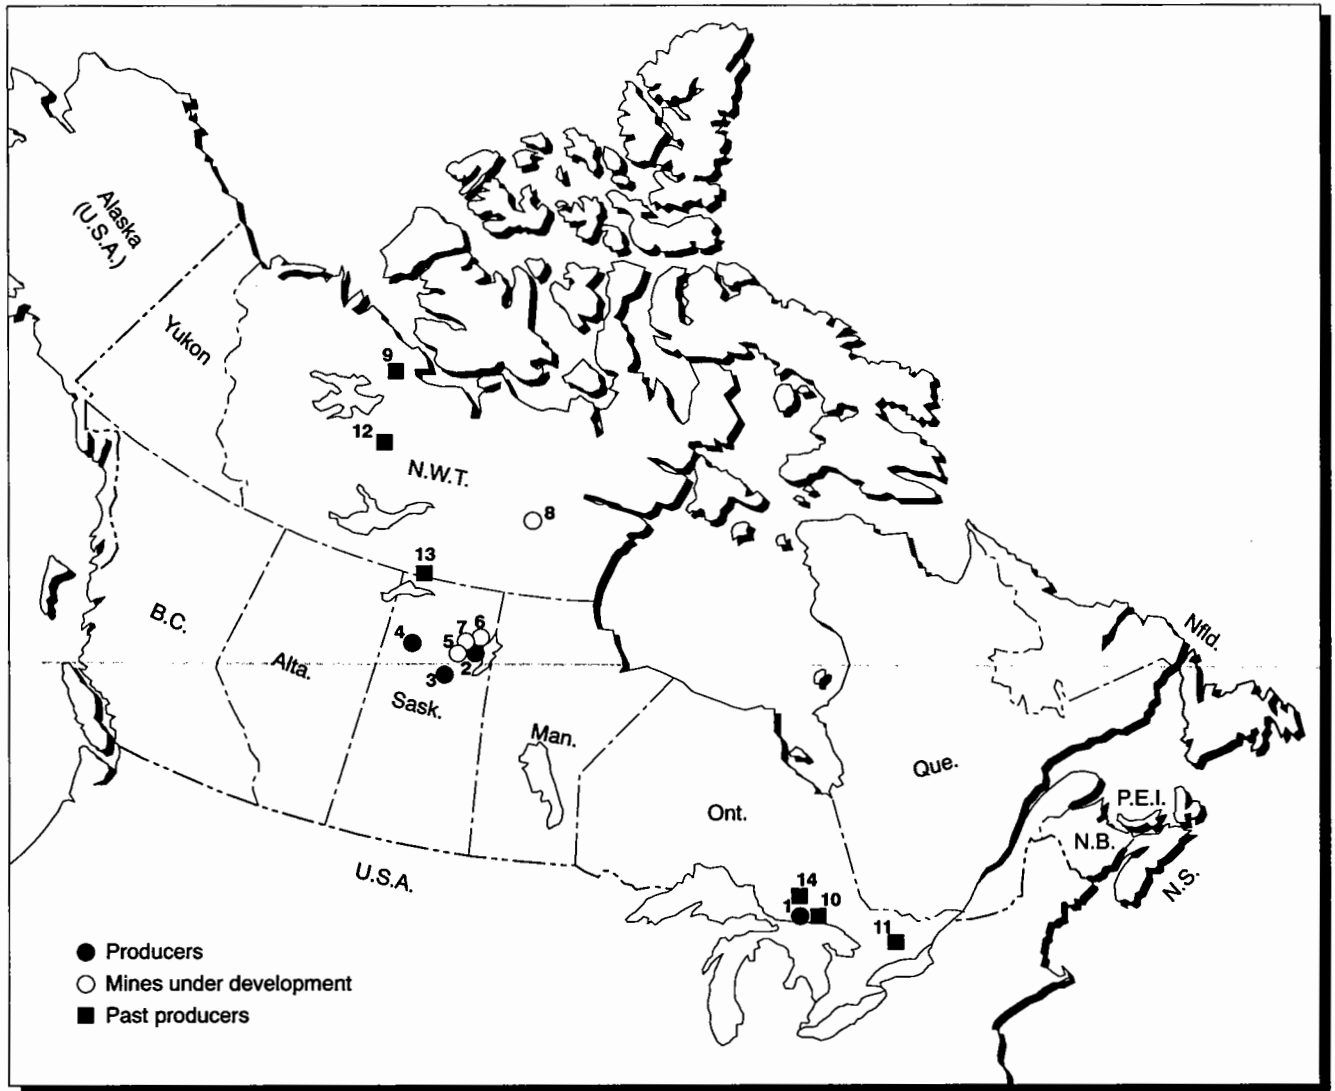 Alaska
(U.S.A.)
Yukon
9
12
N.W.T.
8
13
B.C.
Alta.
4
7
6
5
2
3
Sask.
Man.
Nfld.
Que.
Ont.
P.E.I.
N.B.
N.S.
U.S.A.
14
1
10
11
Producers
Mines under development
Past producers